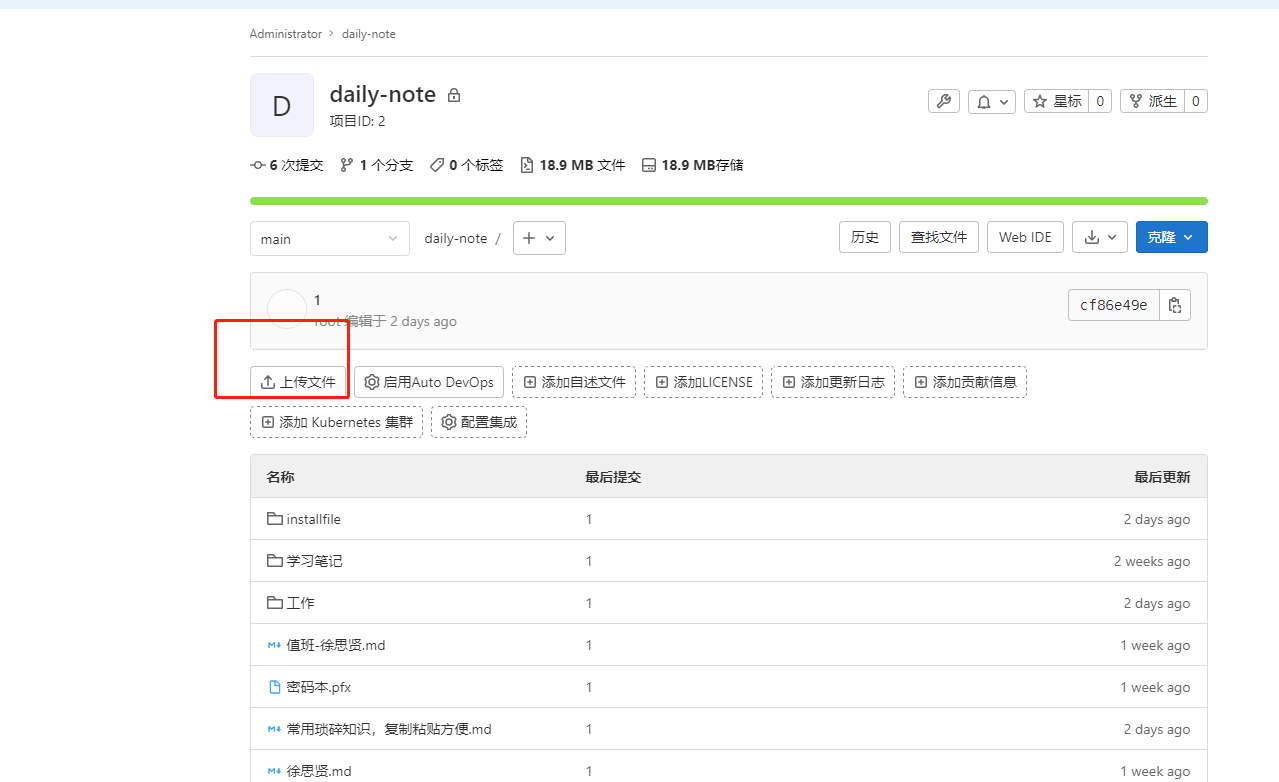 Administrator > daily-note
D
daily-note
项目ID: 2
星标 0 派生 0
6 次提交 1 个分支 0 个标签 18.9 MB 文件 18.9 MB存储
main daily-note / + 历史 查找文件 Web IDE 克隆
1
root 编辑于 2 days ago
cf86e49e
上传文件 启用Auto DevOps 添加自述文件 添加LICENSE 添加更新日志 添加贡献信息
添加 Kubernetes 集群 配置集成
名称 最后提交 最后更新
installfile 1 2 days ago
学习笔记 1 2 weeks ago
工作 1 2 days ago
值班-徐思贤.md 1 1 week ago
密码本.pfx 1 1 week ago
常用琐碎知识，复制粘贴方便.md 1 2 days ago
徐思贤.md 1 1 week ago